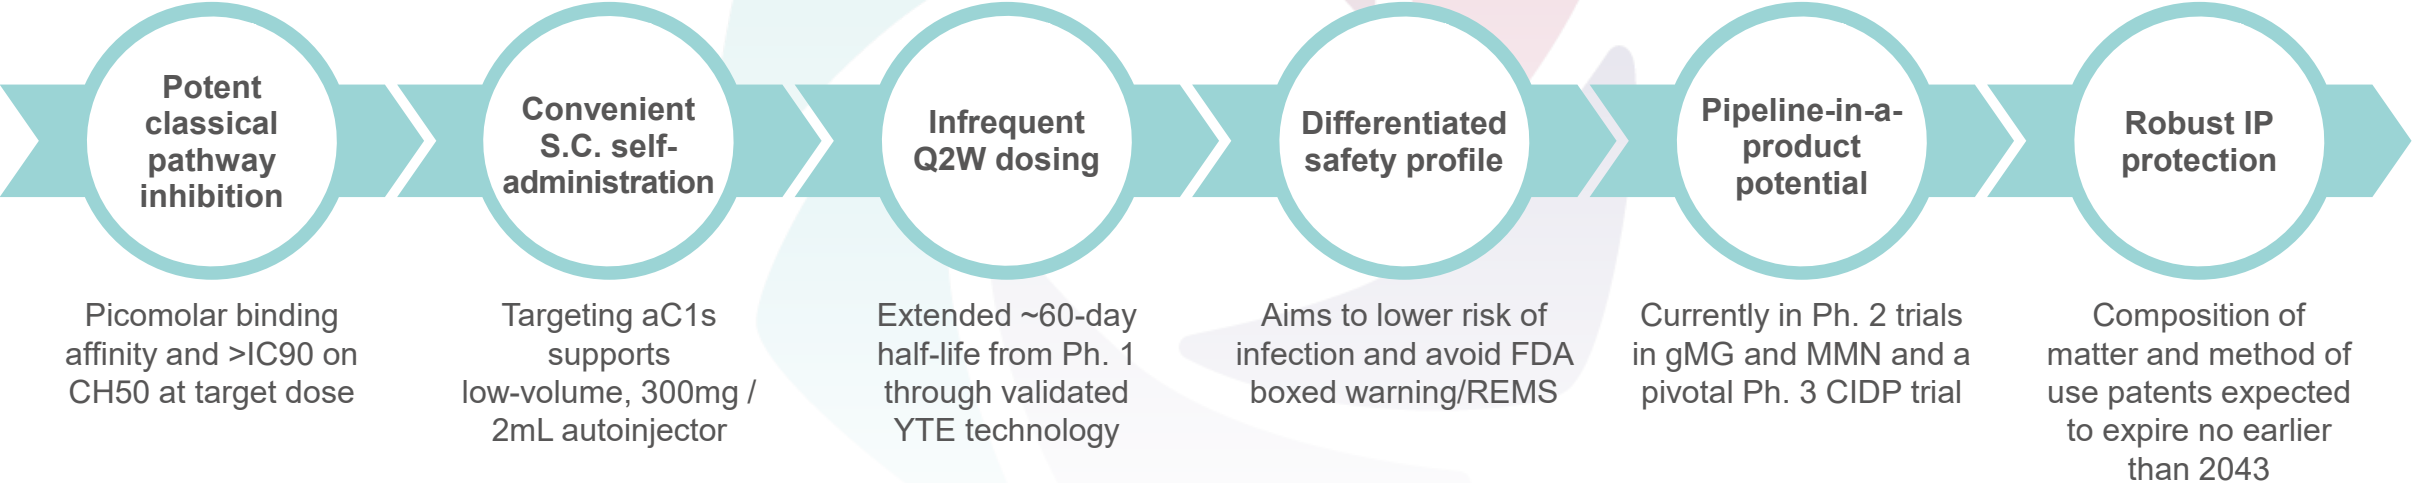 Potent
classical
pathway
inhibition
Picomolar binding
affinity and >IC90 on
CH50 at target dose
Convenient
S.C. self-
administration
Targeting aC1s
supports
low-volume, 300mg /
2mL autoinjector
Infrequent
Q2W dosing
Extended ~60-day
half-life from Ph. 1
through validated
YTE technology
Differentiated
safety profile
Aims to lower risk of
infection and avoid FDA
boxed warning/REMS
Pipeline-in-a-
product
potential
Currently in Ph. 2 trials
in gMG and MMN and a
pivotal Ph. 3 CIDP trial
Robust IP
protection
Composition of
matter and method of
use patents expected
to expire no earlier
than 2043